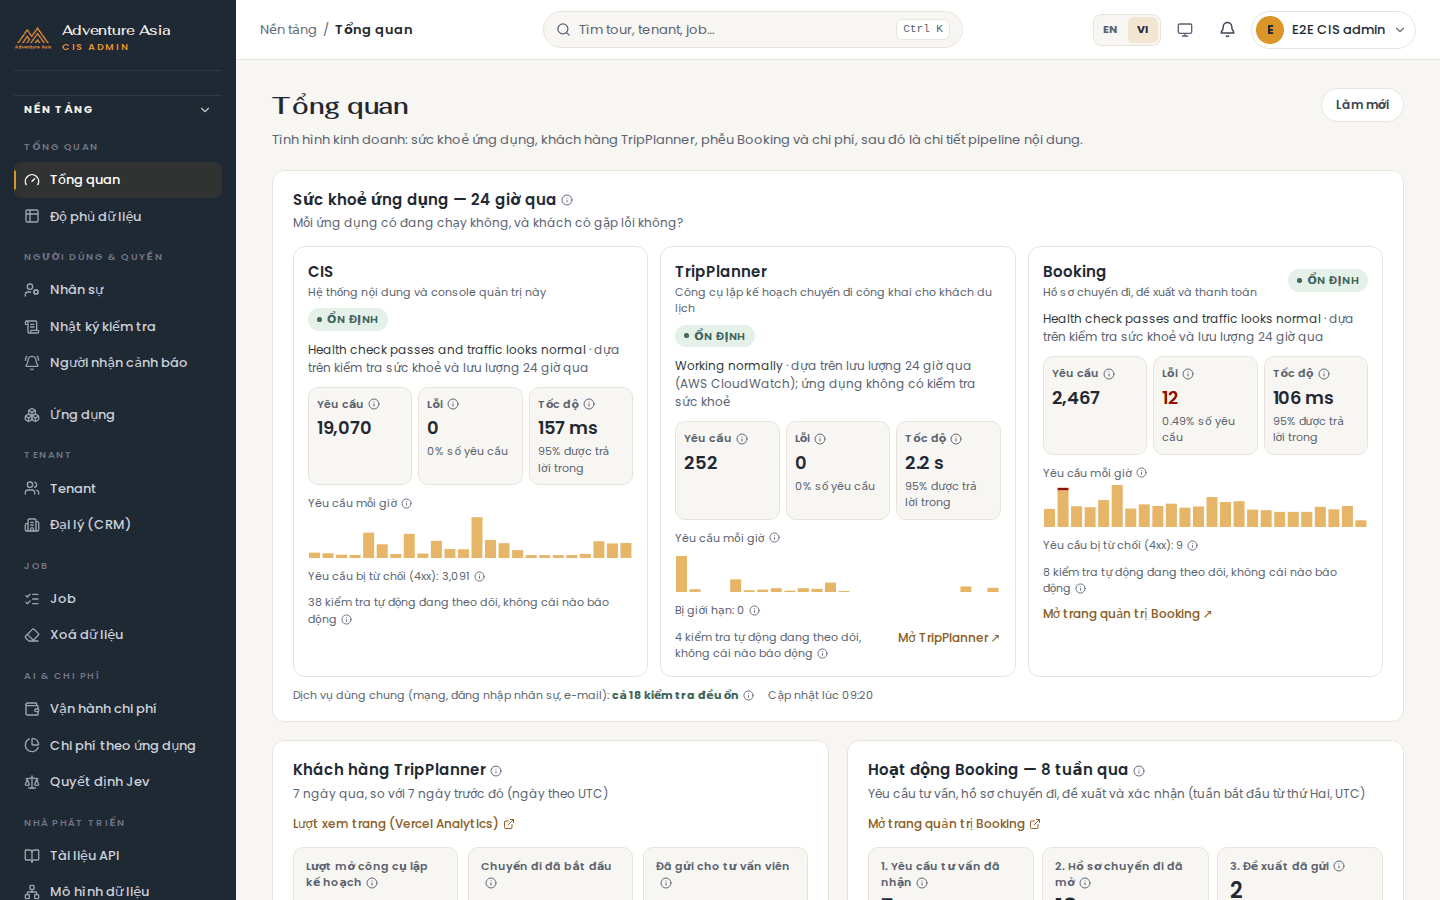 Adventure Asia
CIS ADMIN
Adventure Asia
NỀN TẢNG
TỔNG QUAN
Tổng quan
Độ phủ dữ liệu
NGƯỜI DÙNG & QUYỀN
Nhân sự
Nhật ký kiểm tra
Người nhận cảnh báo
Ứng dụng
TENANT
Tenant
Đại lý (CRM)
JOB
Job
Xoá dữ liệu
AI & CHI PHÍ
Vận hành chi phí
Chi phí theo ứng dụng
Quyết định Jev
NHÀ PHÁT TRIỂN
Tài liệu API
Mô hình dữ liệu
Nền tảng / Tổng quan
Tìm tour, tenant, job...
Ctrl K
EN VI
E E2E CIS admin
Tổng quan
Làm mới
Tình hình kinh doanh: sức khoẻ ứng dụng, khách hàng TripPlanner, phễu Booking và chi phí, sau đó là chi tiết pipeline nội dung.
Sức khoẻ ứng dụng — 24 giờ qua
Mỗi ứng dụng có đang chạy không, và khách có gặp lỗi không?
CIS
Hệ thống nội dung và console quản trị này
ỔN ĐỊNH
Health check passes and traffic looks normal · dựa
trên kiểm tra sức khoẻ và lưu lượng 24 giờ qua
Yêu cầu
19,070
Lỗi
0
0% số yêu cầu
Tốc độ
157 ms
95% được trả
lời trong
Yêu cầu mỗi giờ
Yêu cầu bị từ chối (4xx): 3,091
38 kiểm tra tự động đang theo dõi, không cái nào báo
động
TripPlanner
Công cụ lập kế hoạch chuyến đi công khai cho khách du
lịch
ỔN ĐỊNH
Working normally · dựa trên lưu lượng 24 giờ qua
(AWS CloudWatch); ứng dụng không có kiểm tra
sức khoẻ
Yêu cầu
252
Lỗi
0
0% số yêu cầu
Tốc độ
2.2 s
95% được trả
lời trong
Yêu cầu mỗi giờ
Bị giới hạn: 0
4 kiểm tra tự động đang theo dõi,
không cái nào báo động
Mở TripPlanner ↗
Booking
Hồ sơ chuyến đi, đề xuất và thanh toán
ỔN ĐỊNH
Health check passes and traffic looks normal · dựa
trên kiểm tra sức khoẻ và lưu lượng 24 giờ qua
Yêu cầu
2,467
Lỗi
12
0.49% số yêu
cầu
Tốc độ
106 ms
95% được trả
lời trong
Yêu cầu mỗi giờ
Yêu cầu bị từ chối (4xx): 9
8 kiểm tra tự động đang theo dõi, không cái nào báo
động
Mở trang quản trị Booking ↗
Dịch vụ dùng chung (mạng, đăng nhập nhân sự, e-mail): cả 18 kiểm tra đều ổn
Cập nhật lúc 09:20
Khách hàng TripPlanner
7 ngày qua, so với 7 ngày trước đó (ngày theo UTC)
Lượt xem trang (Vercel Analytics)
Lượt mở công cụ lập
kế hoạch
Chuyến đi đã bắt đầu
Đã gửi cho tư vấn viên
Hoạt động Booking — 8 tuần qua
Yêu cầu tư vấn, hồ sơ chuyến đi, đề xuất và xác nhận (tuần bắt đầu từ thứ Hai, UTC)
Mở trang quản trị Booking
1. Yêu cầu tư vấn đã
nhận
2. Hồ sơ chuyến đi đã
mở
3. Đề xuất đã gửi
2